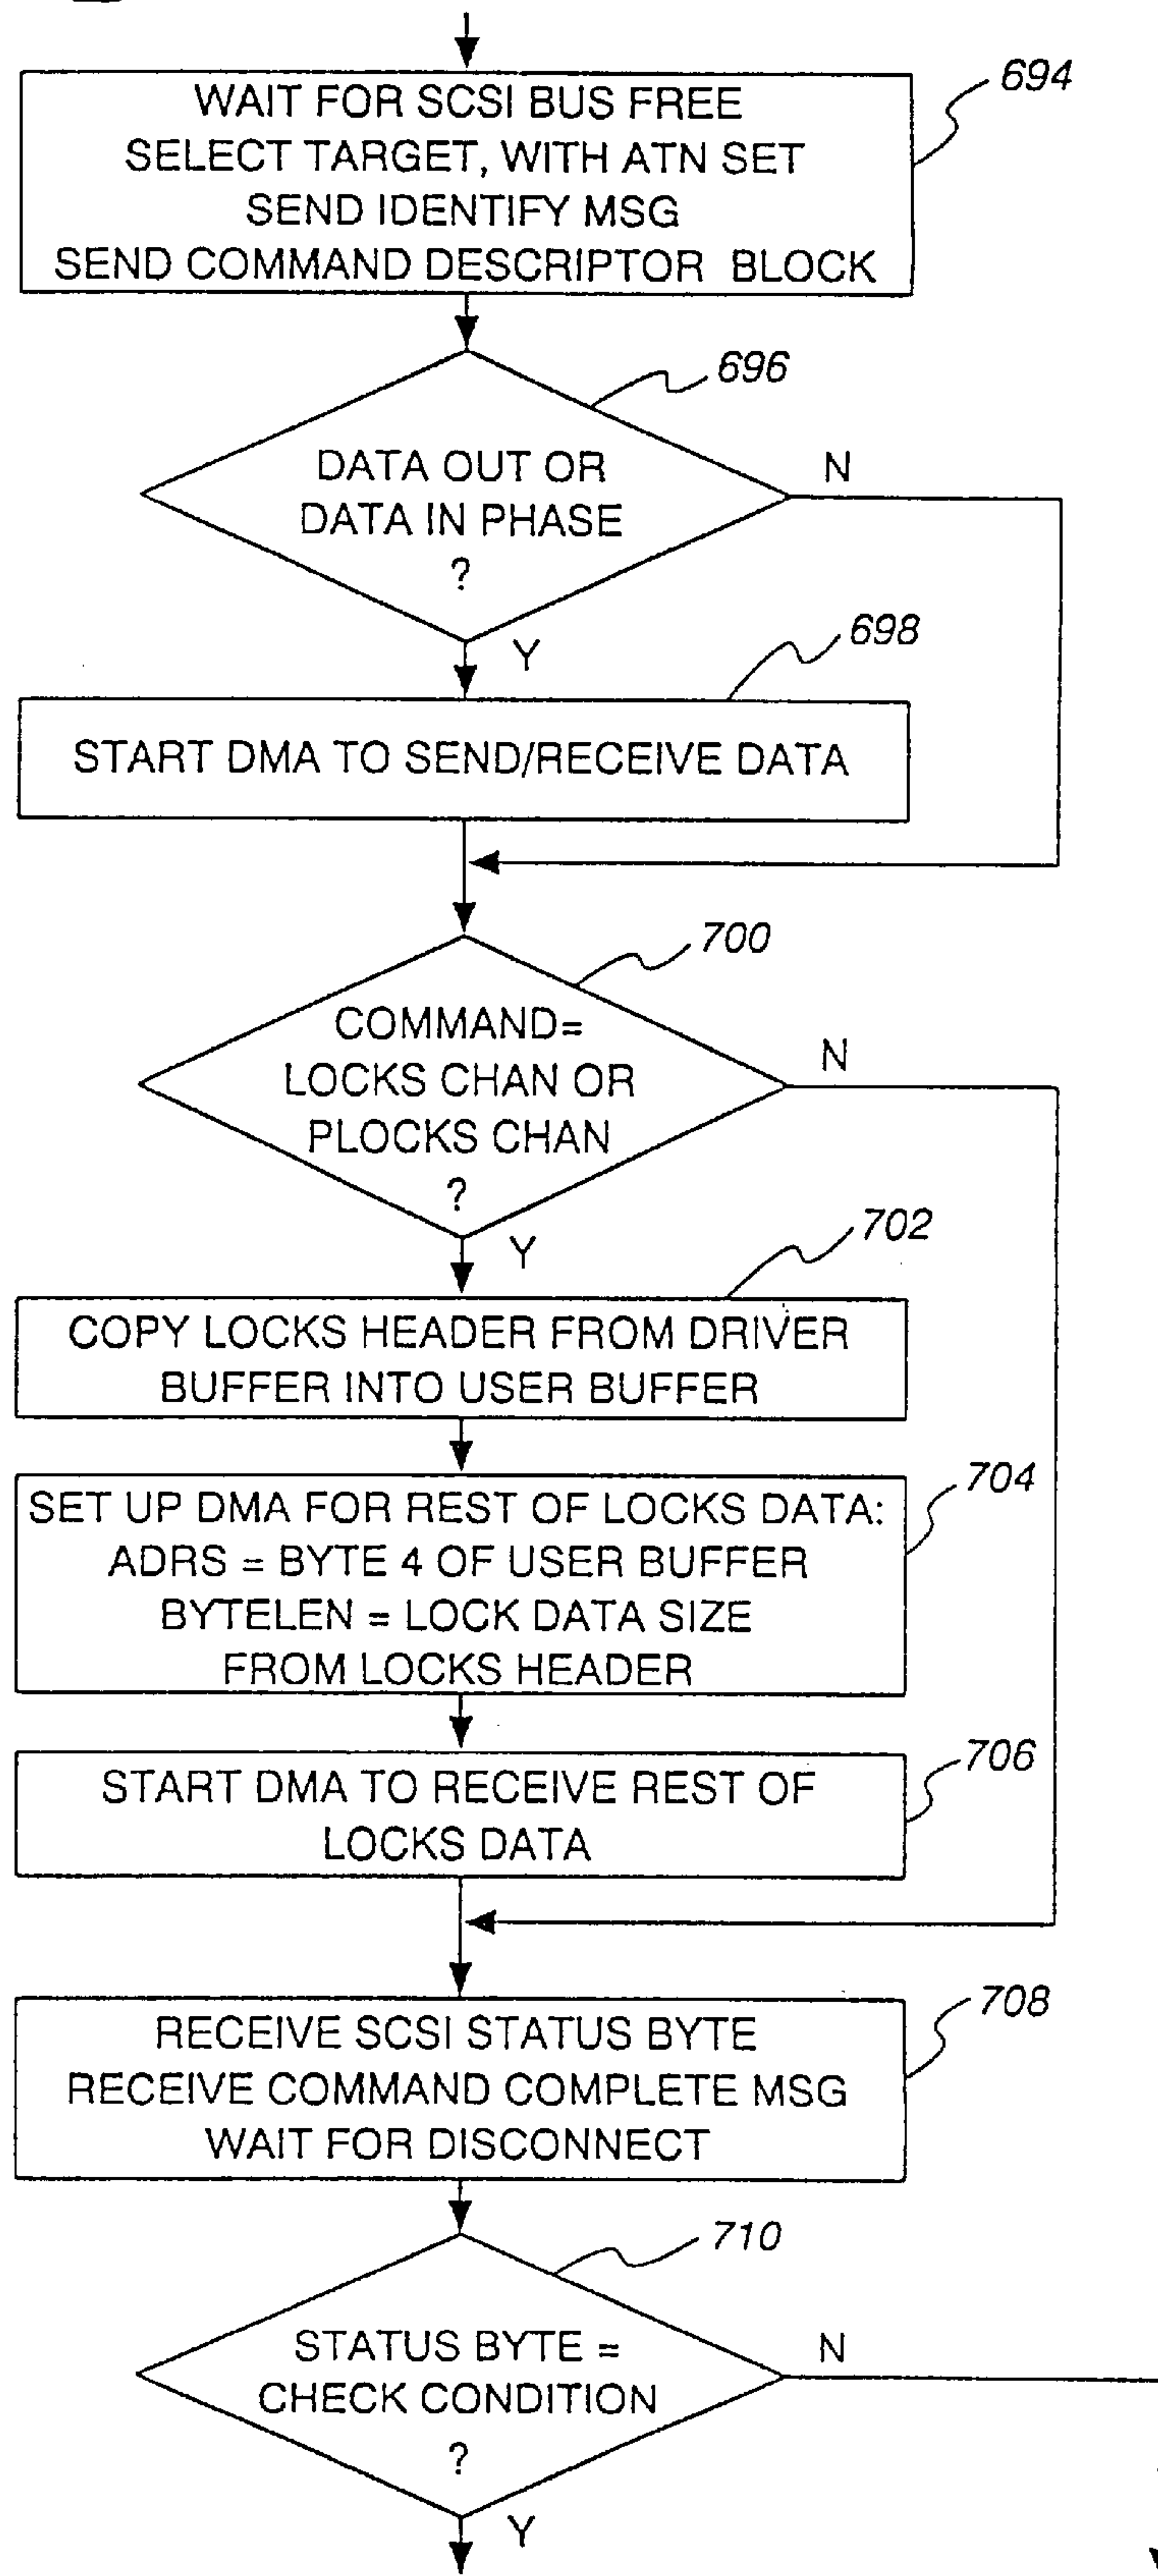 WAIT FOR SCSI BUS FREE
SELECT TARGET, WITH ATN SET
SEND IDENTIFY MSG
SEND COMMAND DESCRIPTOR BLOCK
694
696
DATA OUT OR
DATA IN PHASE
?
N
Y
698
START DMA TO SEND/RECEIVE DATA
700
COMMAND=
LOCKS CHAN OR
PLOCKS CHAN
?
N
Y
702
COPY LOCKS HEADER FROM DRIVER
BUFFER INTO USER BUFFER
704
SET UP DMA FOR REST OF LOCKS DATA:
ADRS = BYTE 4 OF USER BUFFER
BYTELEN = LOCK DATA SIZE
FROM LOCKS HEADER
706
START DMA TO RECEIVE REST OF
LOCKS DATA
708
RECEIVE SCSI STATUS BYTE
RECEIVE COMMAND COMPLETE MSG
WAIT FOR DISCONNECT
710
STATUS BYTE =
CHECK CONDITION
?
N
Y